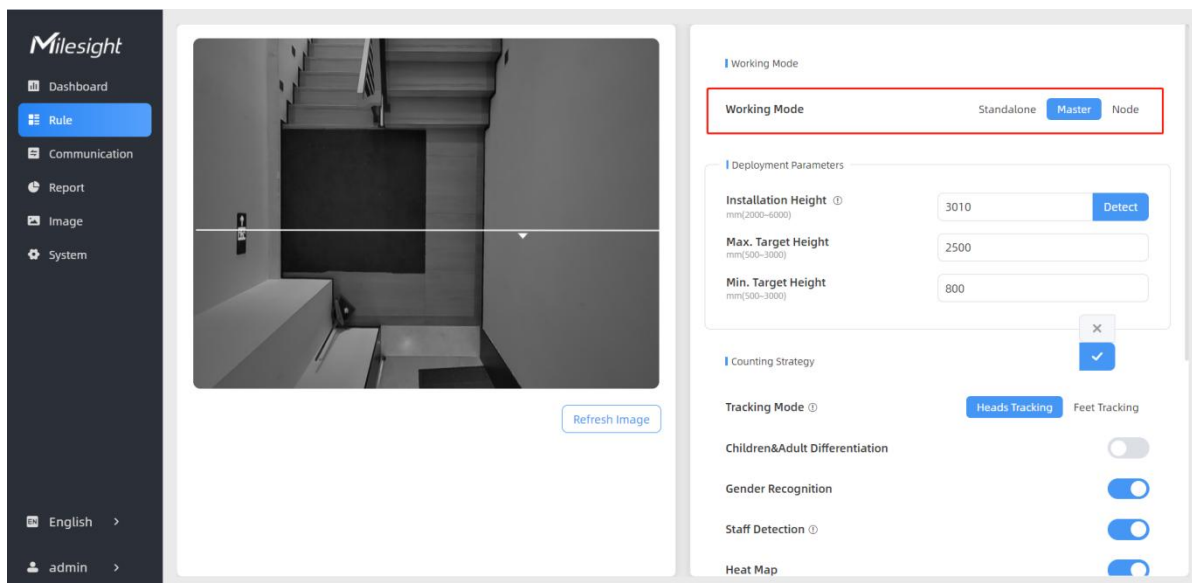 Milesight
Dashboard
Rule
Communication
Report
Image
System
EN English >
admin >
Refresh Image
Working Mode
Working Mode Standalone Master Node
Deployment Parameters
Installation Height 3010 Detect
mm(2000~6000)
Max. Target Height 2500
mm(500~3000)
Min. Target Height 800
mm(500~3000)
Counting Strategy
Tracking Mode Heads Tracking Feet Tracking
Children&Adult Differentiation
Gender Recognition
Staff Detection
Heat Map